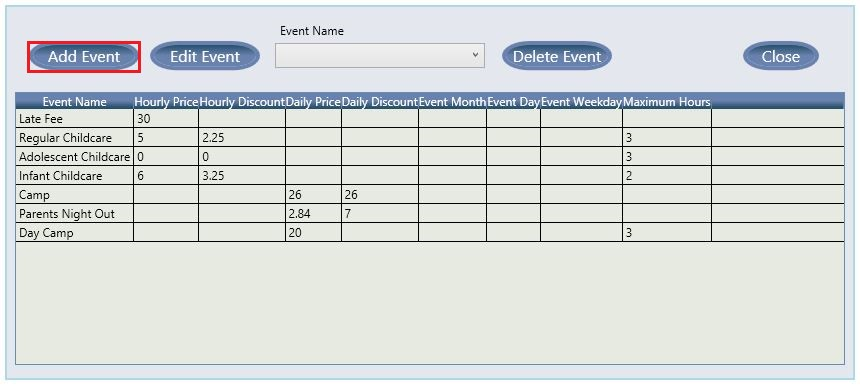 Event Name
Add Event Edit Event Delete Event Close
Event Name Hourly Price Hourly Discount Daily Price Daily Discount Event Month Event Day Event Weekday Maximum Hours
Late Fee 30
Regular Childcare 5 2.25 3
Adolescent Childcare 0 0 3
Infant Childcare 6 3.25 2
Camp 26 26
Parents Night Out 2.84 7
Day Camp 20 3